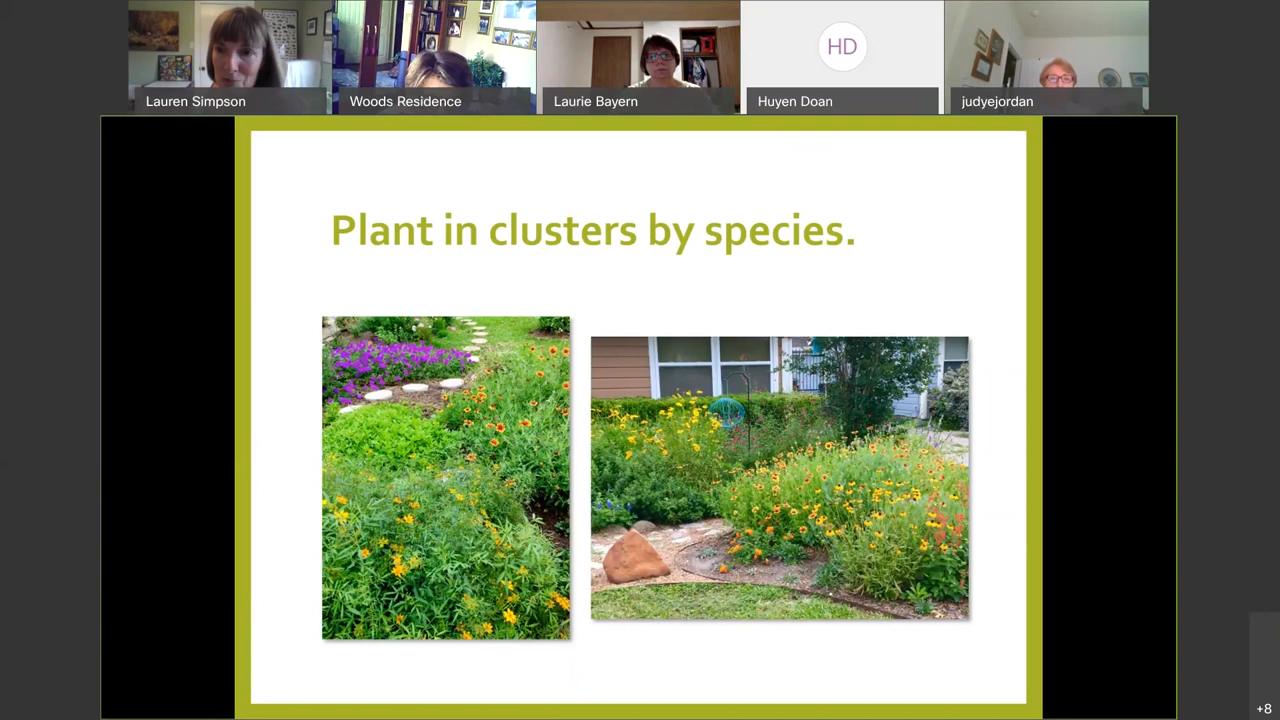 Lauren Simpson
Woods Residence
Laurie Bayern
HD
Huyen Doan
judyejordan
Plant in clusters by species.
+8